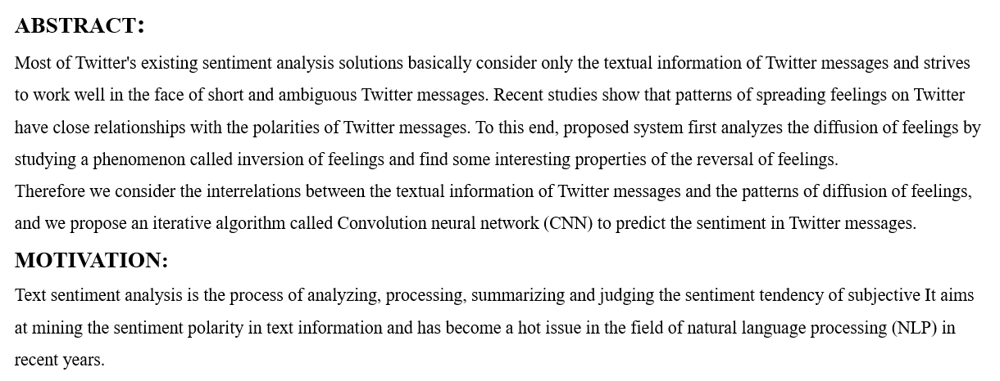 ABSTRACT:
Most of Twitter's existing sentiment analysis solutions basically consider only the textual information of Twitter messages and strives
to work well in the face of short and ambiguous Twitter messages. Recent studies show that patterns of spreading feelings on Twitter
have close relationships with the polarities of Twitter messages. To this end, proposed system first analyzes the diffusion of feelings by
studying a phenomenon called inversion of feelings and find some interesting properties of the reversal of feelings.
Therefore we consider the interrelations between the textual information of Twitter messages and the patterns of diffusion of feelings,
and we propose an iterative algorithm called Convolution neural network (CNN) to predict the sentiment in Twitter messages.
MOTIVATION:
Text sentiment analysis is the process of analyzing, processing, summarizing and judging the sentiment tendency of subjective It aims
at mining the sentiment polarity in text information and has become a hot issue in the field of natural language processing (NLP) in
recent years.